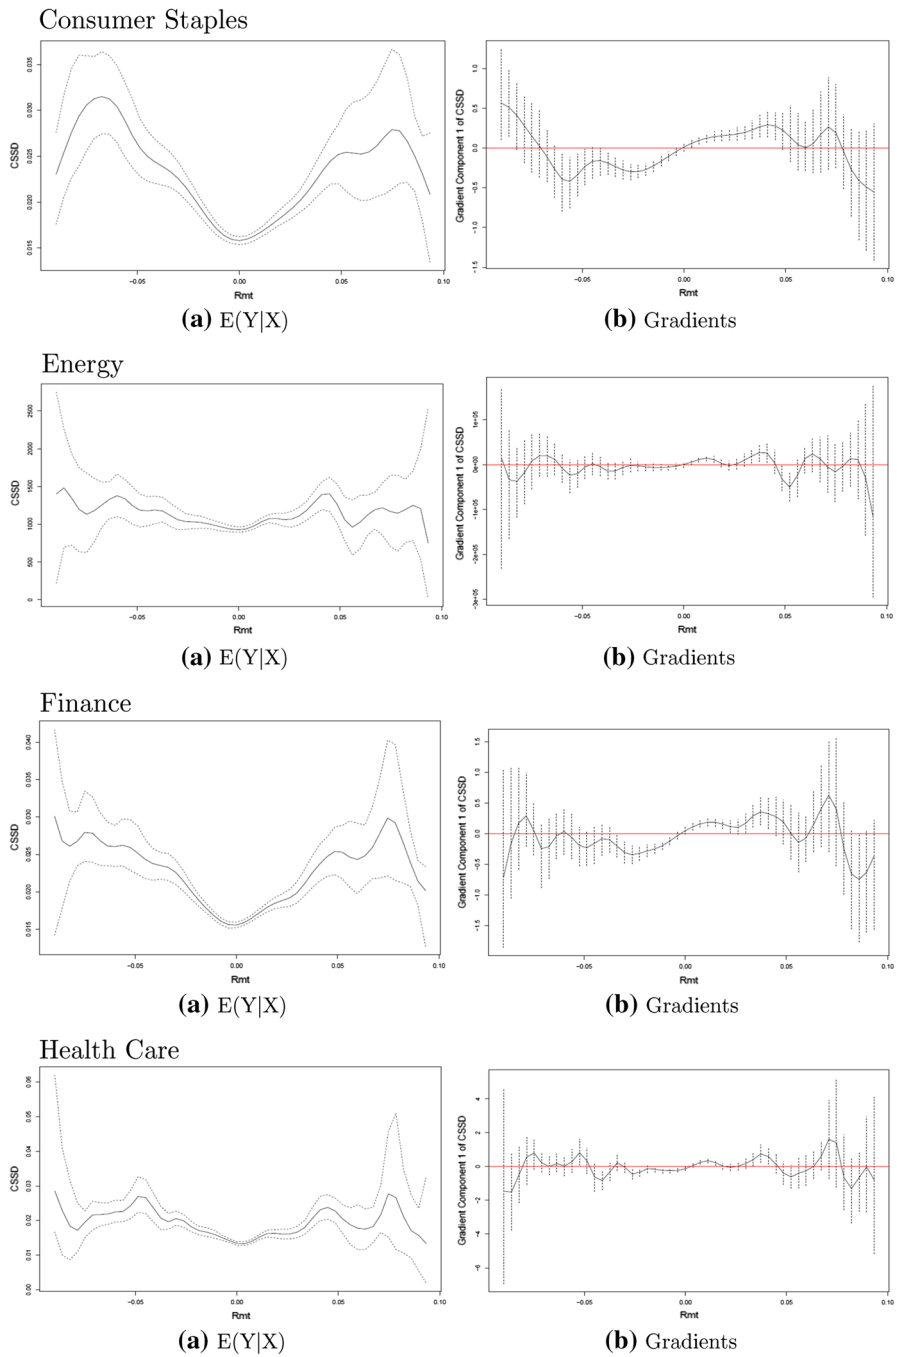 Consumer Staples
CSSD
0.035
0.030
0.025
0.020
0.015
−0.05
0.00
0.05
0.10
Rmt
(a) E(Y|X)
Gradient Component 1 of CSSD
1.0
0.5
0.0
−0.5
−1.0
−1.5
−0.05
0.00
0.05
0.10
Rmt
(b) Gradients
Energy
CSSD
2500
2000
1500
1000
500
0
−0.05
0.00
0.05
0.10
Rmt
(a) E(Y|X)
Gradient Component 1 of CSSD
1e+05
0e+00
−1e+05
−2e+05
−3e+05
−0.05
0.00
0.05
0.10
Rmt
(b) Gradients
Finance
CSSD
0.040
0.035
0.030
0.025
0.020
0.015
−0.05
0.00
0.05
0.10
Rmt
(a) E(Y|X)
Gradient Component 1 of CSSD
1.5
1.0
0.5
0.0
−0.5
−1.0
−1.5
−0.05
0.00
0.05
0.10
Rmt
(b) Gradients
Health Care
CSSD
0.06
0.05
0.04
0.03
0.02
0.01
0.00
−0.05
0.00
0.05
0.10
Rmt
(a) E(Y|X)
Gradient Component 1 of CSSD
4
2
0
−2
−4
−6
−0.05
0.00
0.05
0.10
Rmt
(b) Gradients